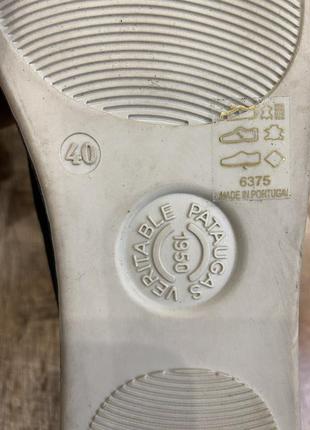 40
6375
MADE IN PORTUGAL
VERITABLE PATAUGAS
1950